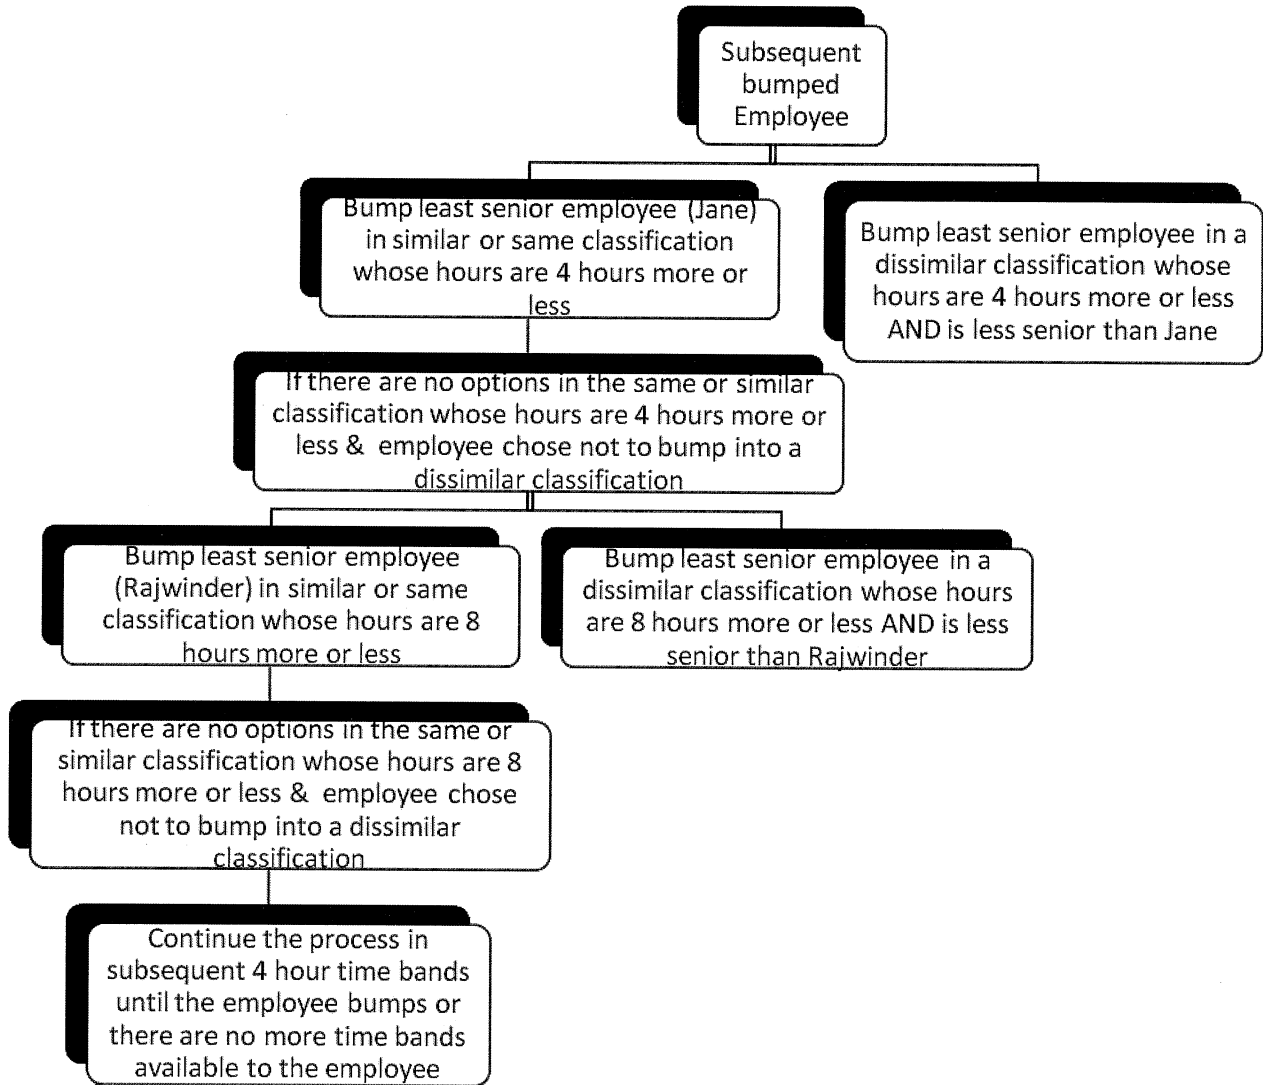 Subsequent
bumped
Employee
Bump least senior employee (Jane)
in similar or same classification
whose hours are 4 hours more or
less
Bump least senior employee in a
dissimilar classification whose
hours are 4 hours more or less
AND is less senior than Jane
If there are no options in the same or similar
classification whose hours are 4 hours more or
less & employee chose not to bump into a
dissimilar classification
Bump least senior employee
(Rajwinder) in similar or same
classification whose hours are 8
hours more or less
Bump least senior employee in a
dissimilar classification whose hours
are 8 hours more or less AND is less
senior than Rajwinder
If there are no options in the same or
similar classification whose hours are 8
hours more or less & employee chose
not to bump into a dissimilar
classification
Continue the process in
subsequent 4 hour time bands
until the employee bumps or
there are no more time bands
available to the employee